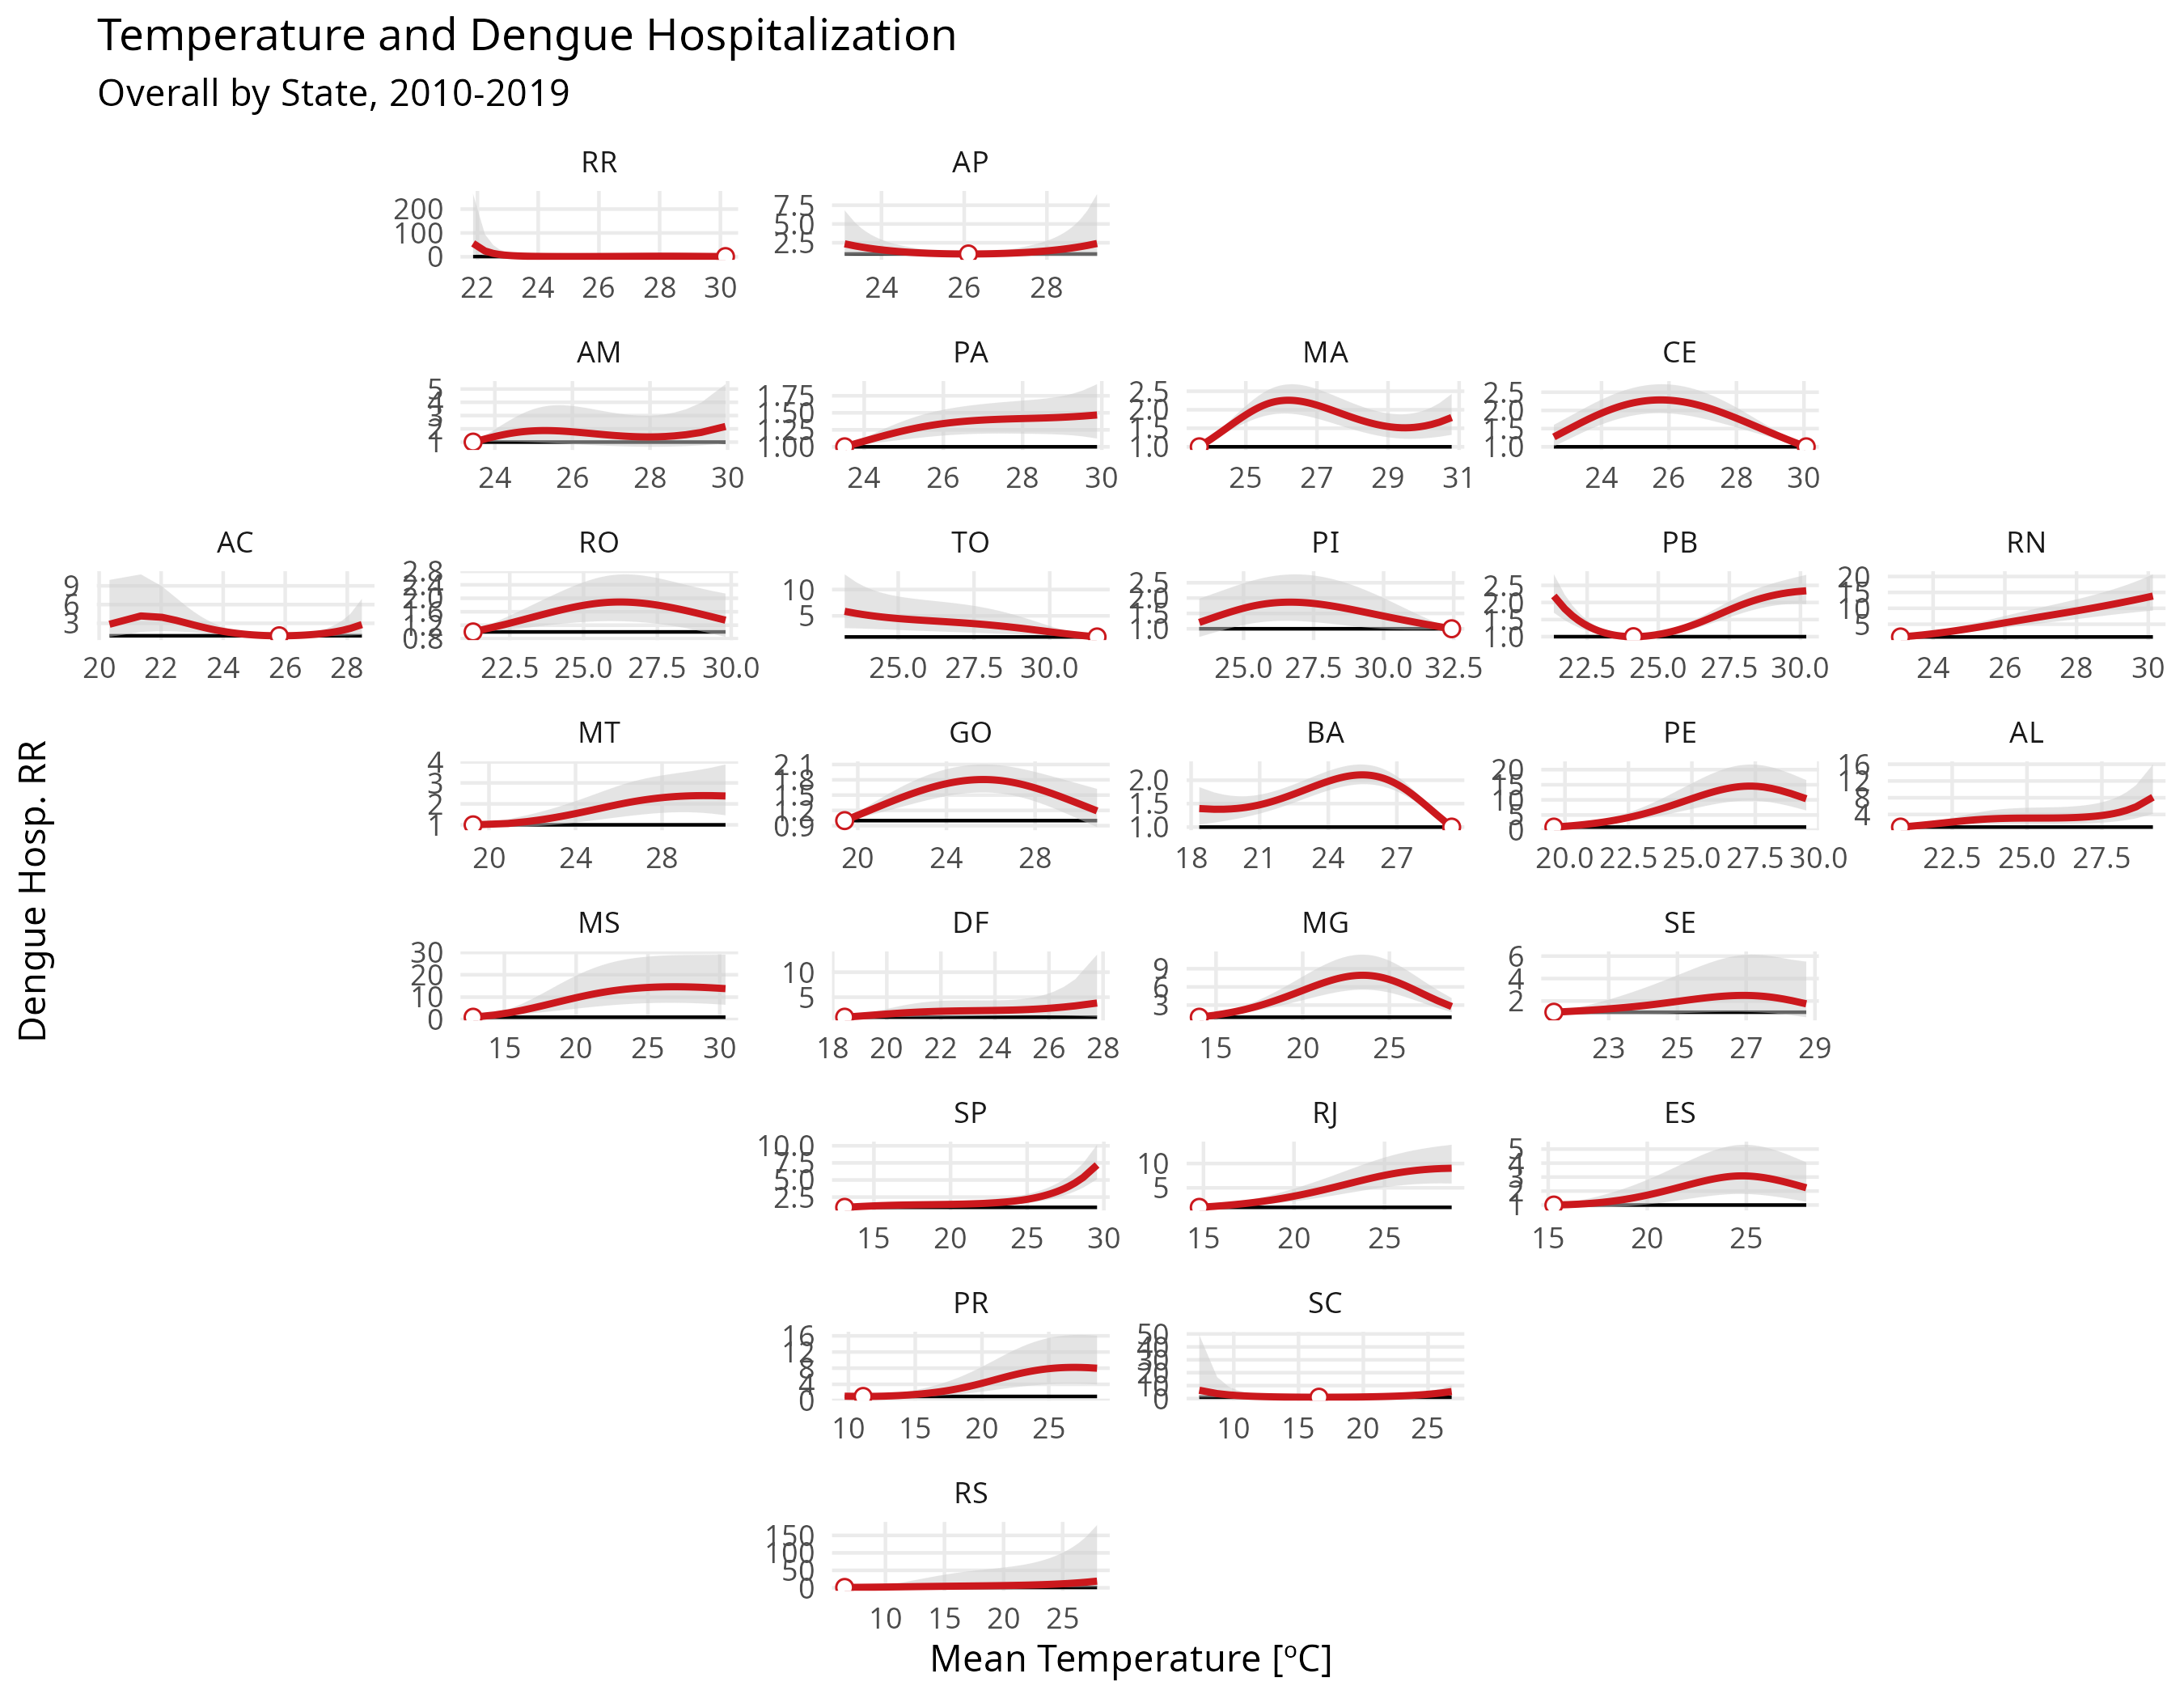 Temperature and Dengue Hospitalization
Overall by State, 2010-2019
RR
AP
200
100
0
7.5
5.0
2.5
22 24 26 28 30
24 26 28
AM
PA
MA
CE
5
4
3
2
1
1.75
1.50
1.25
1.00
2.5
2.0
1.5
1.0
2.5
2.0
1.5
1.0
24 26 28 30
24 26 28 30
25 27 29 31
24 26 28 30
AC
RO
TO
PI
PB
RN
9
6
3
2.8
2.4
2.0
1.6
1.2
0.8
10
5
2.5
2.0
1.5
1.0
2.5
2.0
1.5
1.0
20
15
10
5
20 22 24 26 28
22.5 25.0 27.5 30.0
25.0 27.5 30.0
25.0 27.5 30.0 32.5
22.5 25.0 27.5 30.0
24 26 28 30
MT
GO
BA
PE
AL
4
3
2
1
2.1
1.8
1.5
1.2
0.9
2.0
1.5
1.0
20
15
10
5
0
16
12
8
4
20 24 28
20 24 28
18 21 24 27
20.0 22.5 25.0 27.5 30.0
22.5 25.0 27.5
MS
DF
MG
SE
30
20
10
0
10
5
9
6
3
6
4
2
15 20 25 30
18 20 22 24 26 28
15 20 25
23 25 27 29
SP
RJ
ES
10.0
7.5
5.0
2.5
10
5
5
4
3
2
1
15 20 25 30
15 20 25
15 20 25
PR
SC
16
12
8
4
0
50
40
30
20
10
0
10 15 20 25
10 15 20 25
RS
150
100
50
0
10 15 20 25
Dengue Hosp. RR
Mean Temperature [ºC]